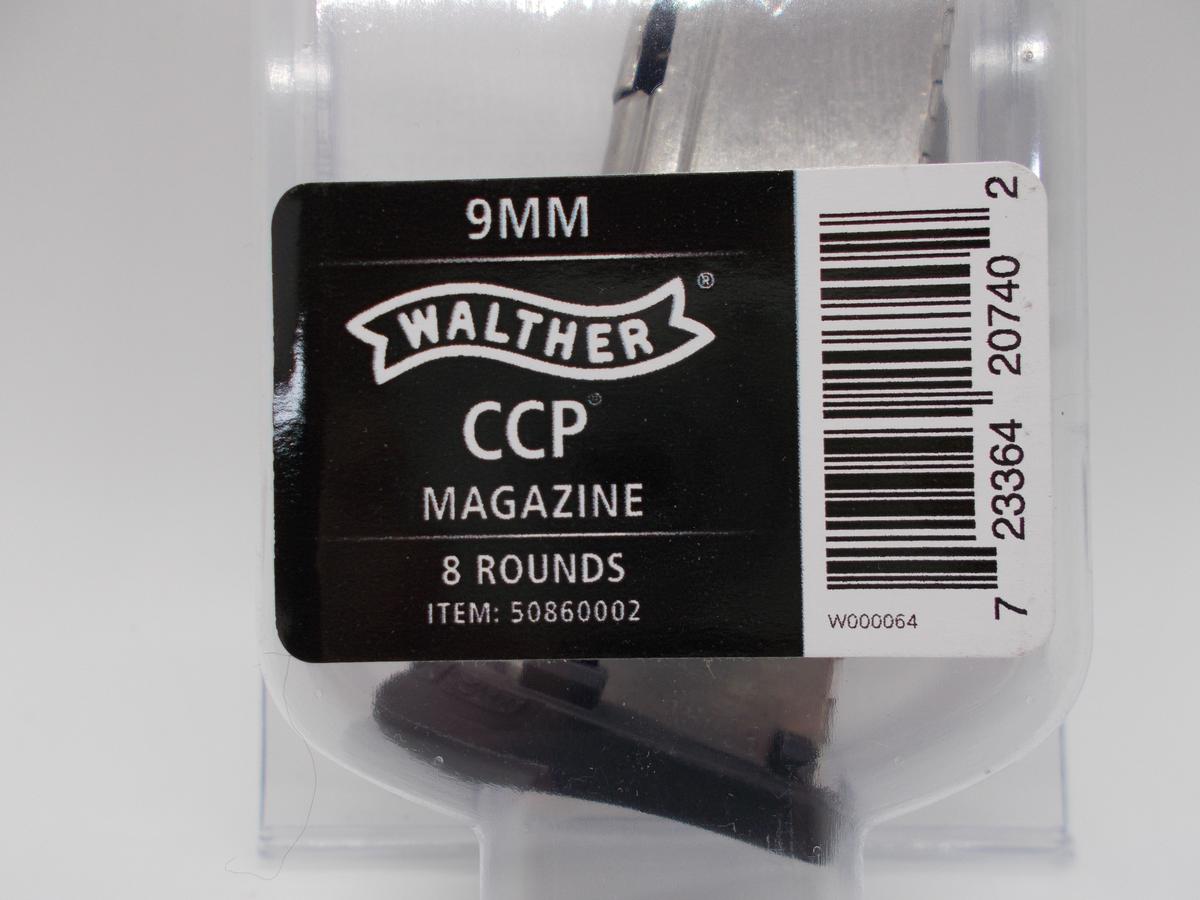 9MM
WALTHER®
CCP®
MAGAZINE
8 ROUNDS
ITEM: 50860002
7 23364 20740 2
W000064